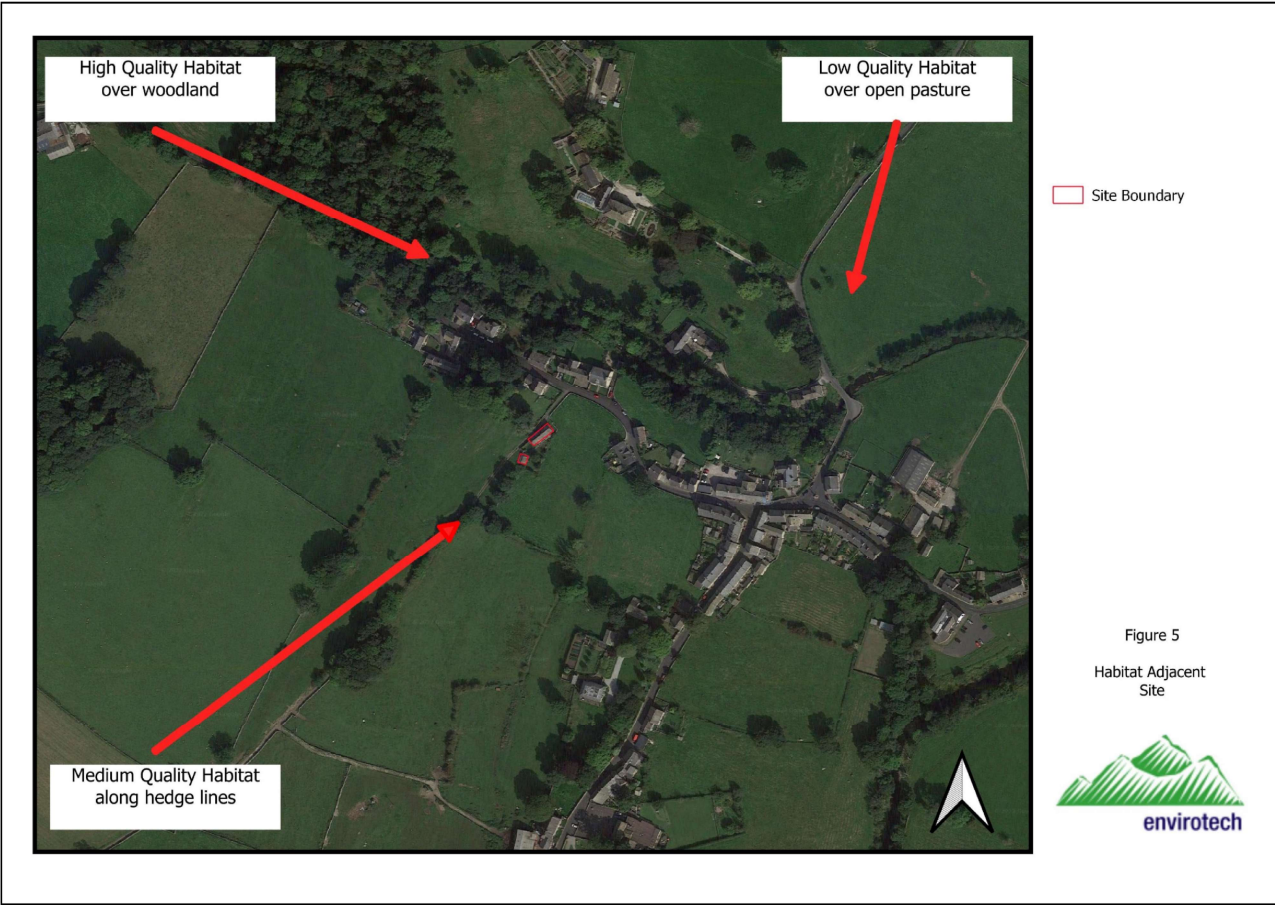 High Quality Habitat
over woodland
Low Quality Habitat
over open pasture
Site Boundary
Medium Quality Habitat
along hedge lines
Figure 5
Habitat Adjacent
Site
envirotech